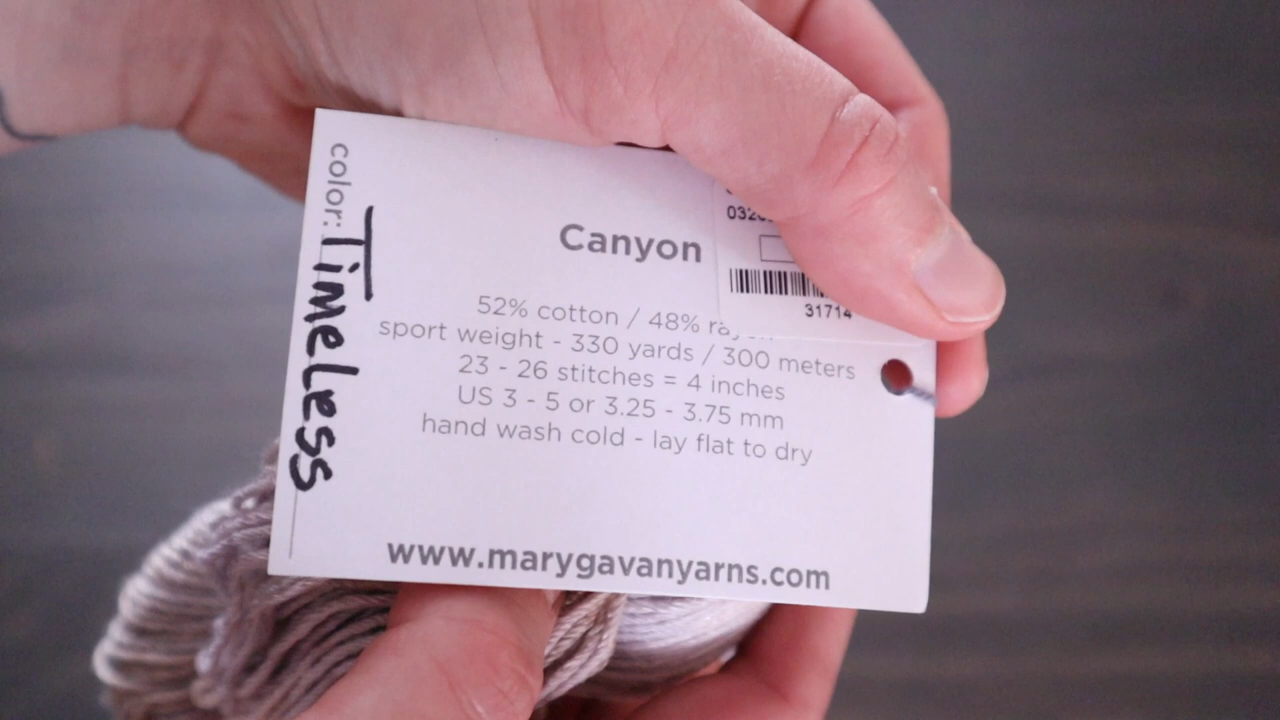 color: Timeless
Canyon
52% cotton / 48%
sport weight - 330 yards / 300 meters
23 - 26 stitches = 4 inches
US 3 - 5 or 3.25 - 3.75 mm
hand wash cold - lay flat to dry
www.marygavanyarns.com
31714